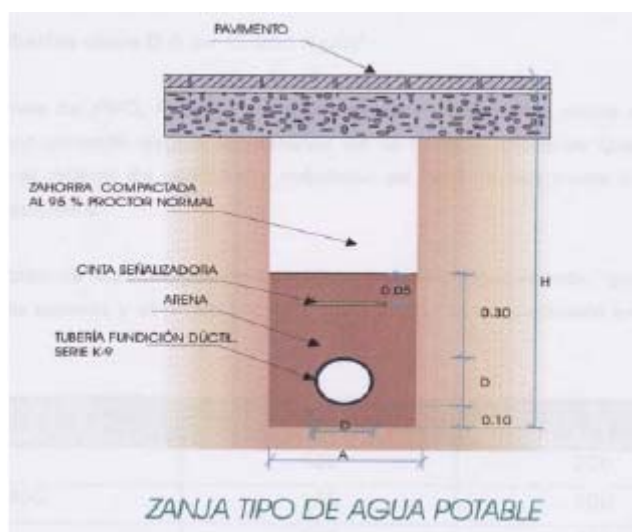 PAVIMENTO
ZAHORRA COMPACTADA
AL 95 % PROCTOR NORMAL
CINTA SEÑALIZADORA
0.05
ARENA
0.30
H
TUBERÍA FUNDICIÓN DÚCTIL.
SERIE K-9
D
0.10
D
A
ZANJA TIPO DE AGUA POTABLE